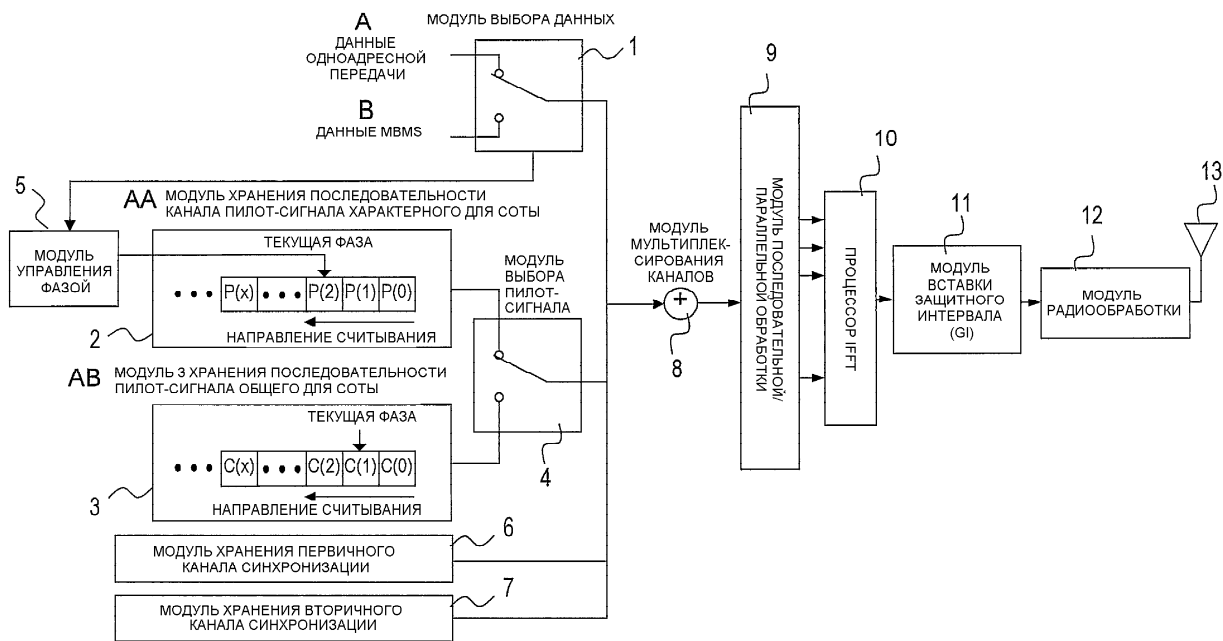 МОДУЛЬ ВЫБОРА ДАННЫХ
A
ДАННЫЕ
ОДНОАДРЕСНОЙ
ПЕРЕДАЧИ
1
B
ДАННЫЕ MBMS
5
МОДУЛЬ
УПРАВЛЕНИЯ
ФАЗОЙ
AA МОДУЛЬ ХРАНЕНИЯ ПОСЛЕДОВАТЕЛЬНОСТИ
КАНАЛА ПИЛОТ-СИГНАЛА ХАРАКТЕРНОГО ДЛЯ СОТЫ
ТЕКУЩАЯ ФАЗА
••• P(x) ••• P(2) P(1) P(0)
НАПРАВЛЕНИЕ СЧИТЫВАНИЯ
2
МОДУЛЬ
ВЫБОРА
ПИЛОТ-
СИГНАЛА
4
AB МОДУЛЬ 3 ХРАНЕНИЯ ПОСЛЕДОВАТЕЛЬНОСТИ
ПИЛОТ-СИГНАЛА ОБЩЕГО ДЛЯ СОТЫ
ТЕКУЩАЯ ФАЗА
••• C(x) ••• C(2) C(1) C(0)
НАПРАВЛЕНИЕ СЧИТЫВАНИЯ
3
6
МОДУЛЬ ХРАНЕНИЯ ПЕРВИЧНОГО
КАНАЛА СИНХРОНИЗАЦИИ
7
МОДУЛЬ ХРАНЕНИЯ ВТОРИЧНОГО
КАНАЛА СИНХРОНИЗАЦИИ
МОДУЛЬ
МУЛЬТИПЛЕК-
СИРОВАНИЯ
КАНАЛОВ
+
8
9
МОДУЛЬ ПОСЛЕДОВАТЕЛЬНОЙ/
ПАРАЛЛЕЛЬНОЙ ОБРАБОТКИ
10
ПРОЦЕССОР IFFT
11
МОДУЛЬ
ВСТАВКИ
ЗАЩИТНОГО
ИНТЕРВАЛА
(GI)
12
МОДУЛЬ
РАДИООБРАБОТКИ
13